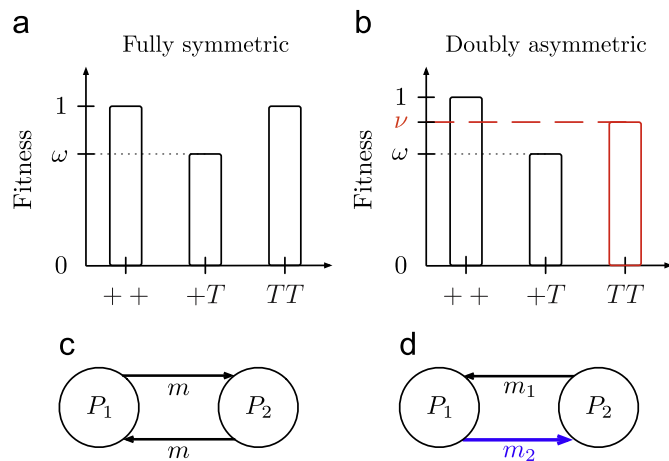 a
Fully symmetric
Fitness
1
ω
0
+ +
+T
TT
b
Doubly asymmetric
Fitness
1
ν
ω
0
+ +
+T
TT
c
P₁
m
m
P₂
d
P₁
m₁
m₂
P₂